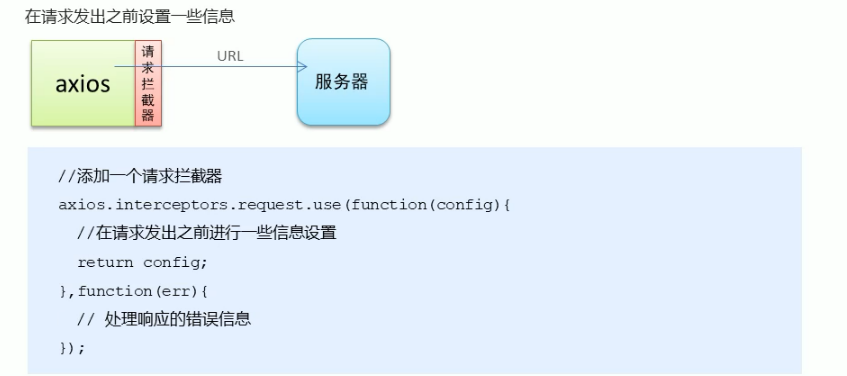 在请求发出之前设置一些信息
axios
请求拦截器
URL
服务器
//添加一个请求拦截器
axios.interceptors.request.use(function(config){
//在请求发出之前进行一些信息设置
return config;
},function(err){
// 处理响应的错误信息
});